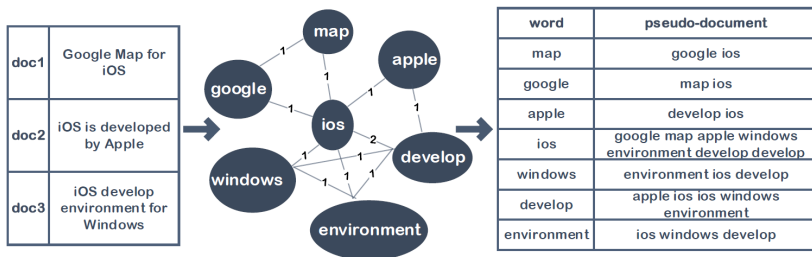 doc1
Google Map for
iOS
doc2
iOS is developed
by Apple
doc3
iOS develop
environment for
Windows
map
apple
google
ios
develop
windows
environment
1
1
1
1
1
2
1
1
1
1
1
word
pseudo-document
map
google ios
google
map ios
apple
develop ios
ios
google map apple windows
environment develop develop
windows
environment ios develop
develop
apple ios ios windows
environment
environment
ios windows develop